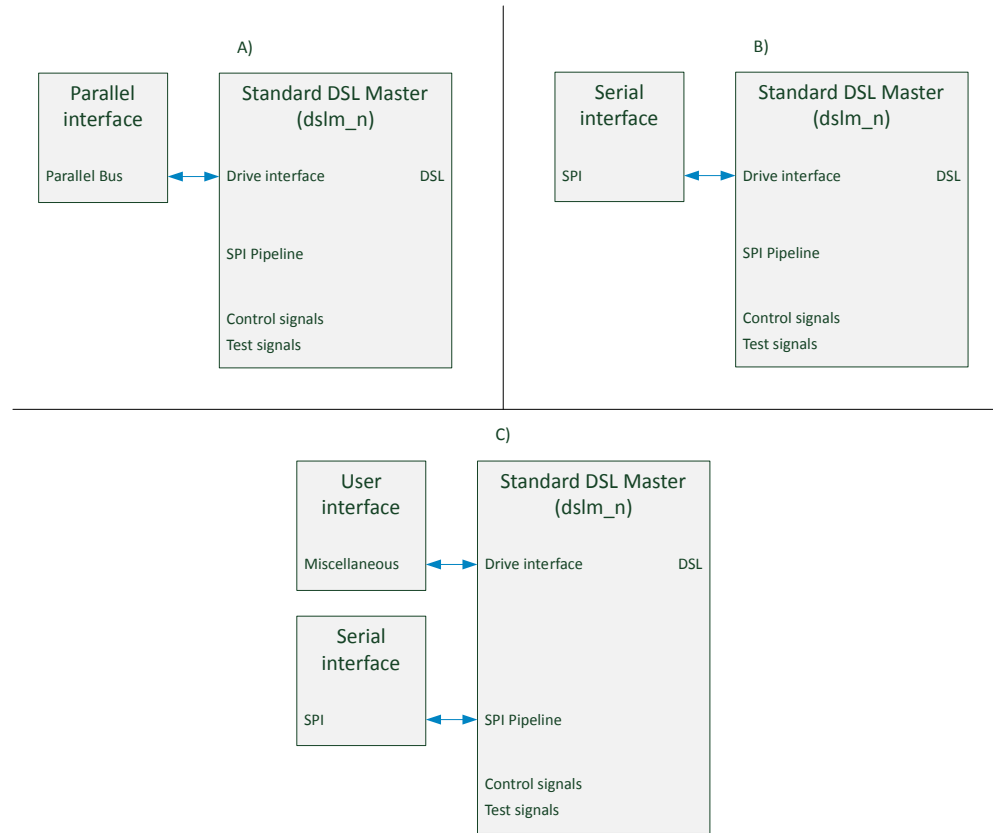 A)
Parallel
interface
Parallel Bus
Standard DSL Master
(dslm_n)
Drive interface
DSL
SPI Pipeline
Control signals
Test signals
B)
Serial
interface
SPI
Standard DSL Master
(dslm_n)
Drive interface
DSL
SPI Pipeline
Control signals
Test signals
C)
User
interface
Miscellaneous
Serial
interface
SPI
Standard DSL Master
(dslm_n)
Drive interface
DSL
SPI Pipeline
Control signals
Test signals